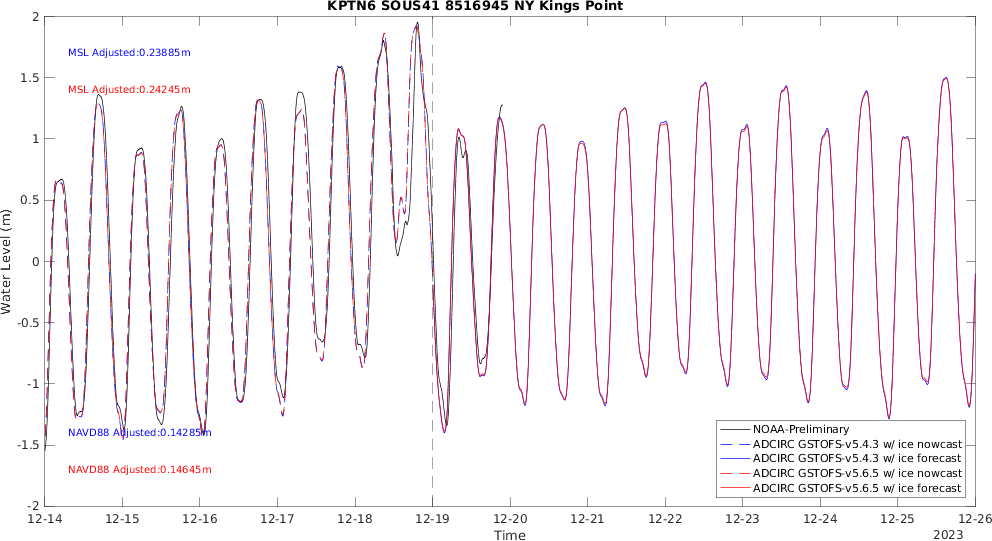 KPTN6 SOUS41 8516945 NY Kings Point
2
1.5
1
0.5
0
-0.5
-1
-1.5
-2
Water Level (m)
MSL Adjusted:0.23885m
MSL Adjusted:0.24245m
NAVD88 Adjusted:0.14285m
NAVD88 Adjusted:0.14645m
NOAA-Preliminary
ADCIRC GSTOFS-v5.4.3 w/ ice nowcast
ADCIRC GSTOFS-v5.4.3 w/ ice forecast
ADCIRC GSTOFS-v5.6.5 w/ ice nowcast
ADCIRC GSTOFS-v5.6.5 w/ ice forecast
12-14 12-15 12-16 12-17 12-18 12-19 12-20 12-21 12-22 12-23 12-24 12-25 12-26
Time
2023